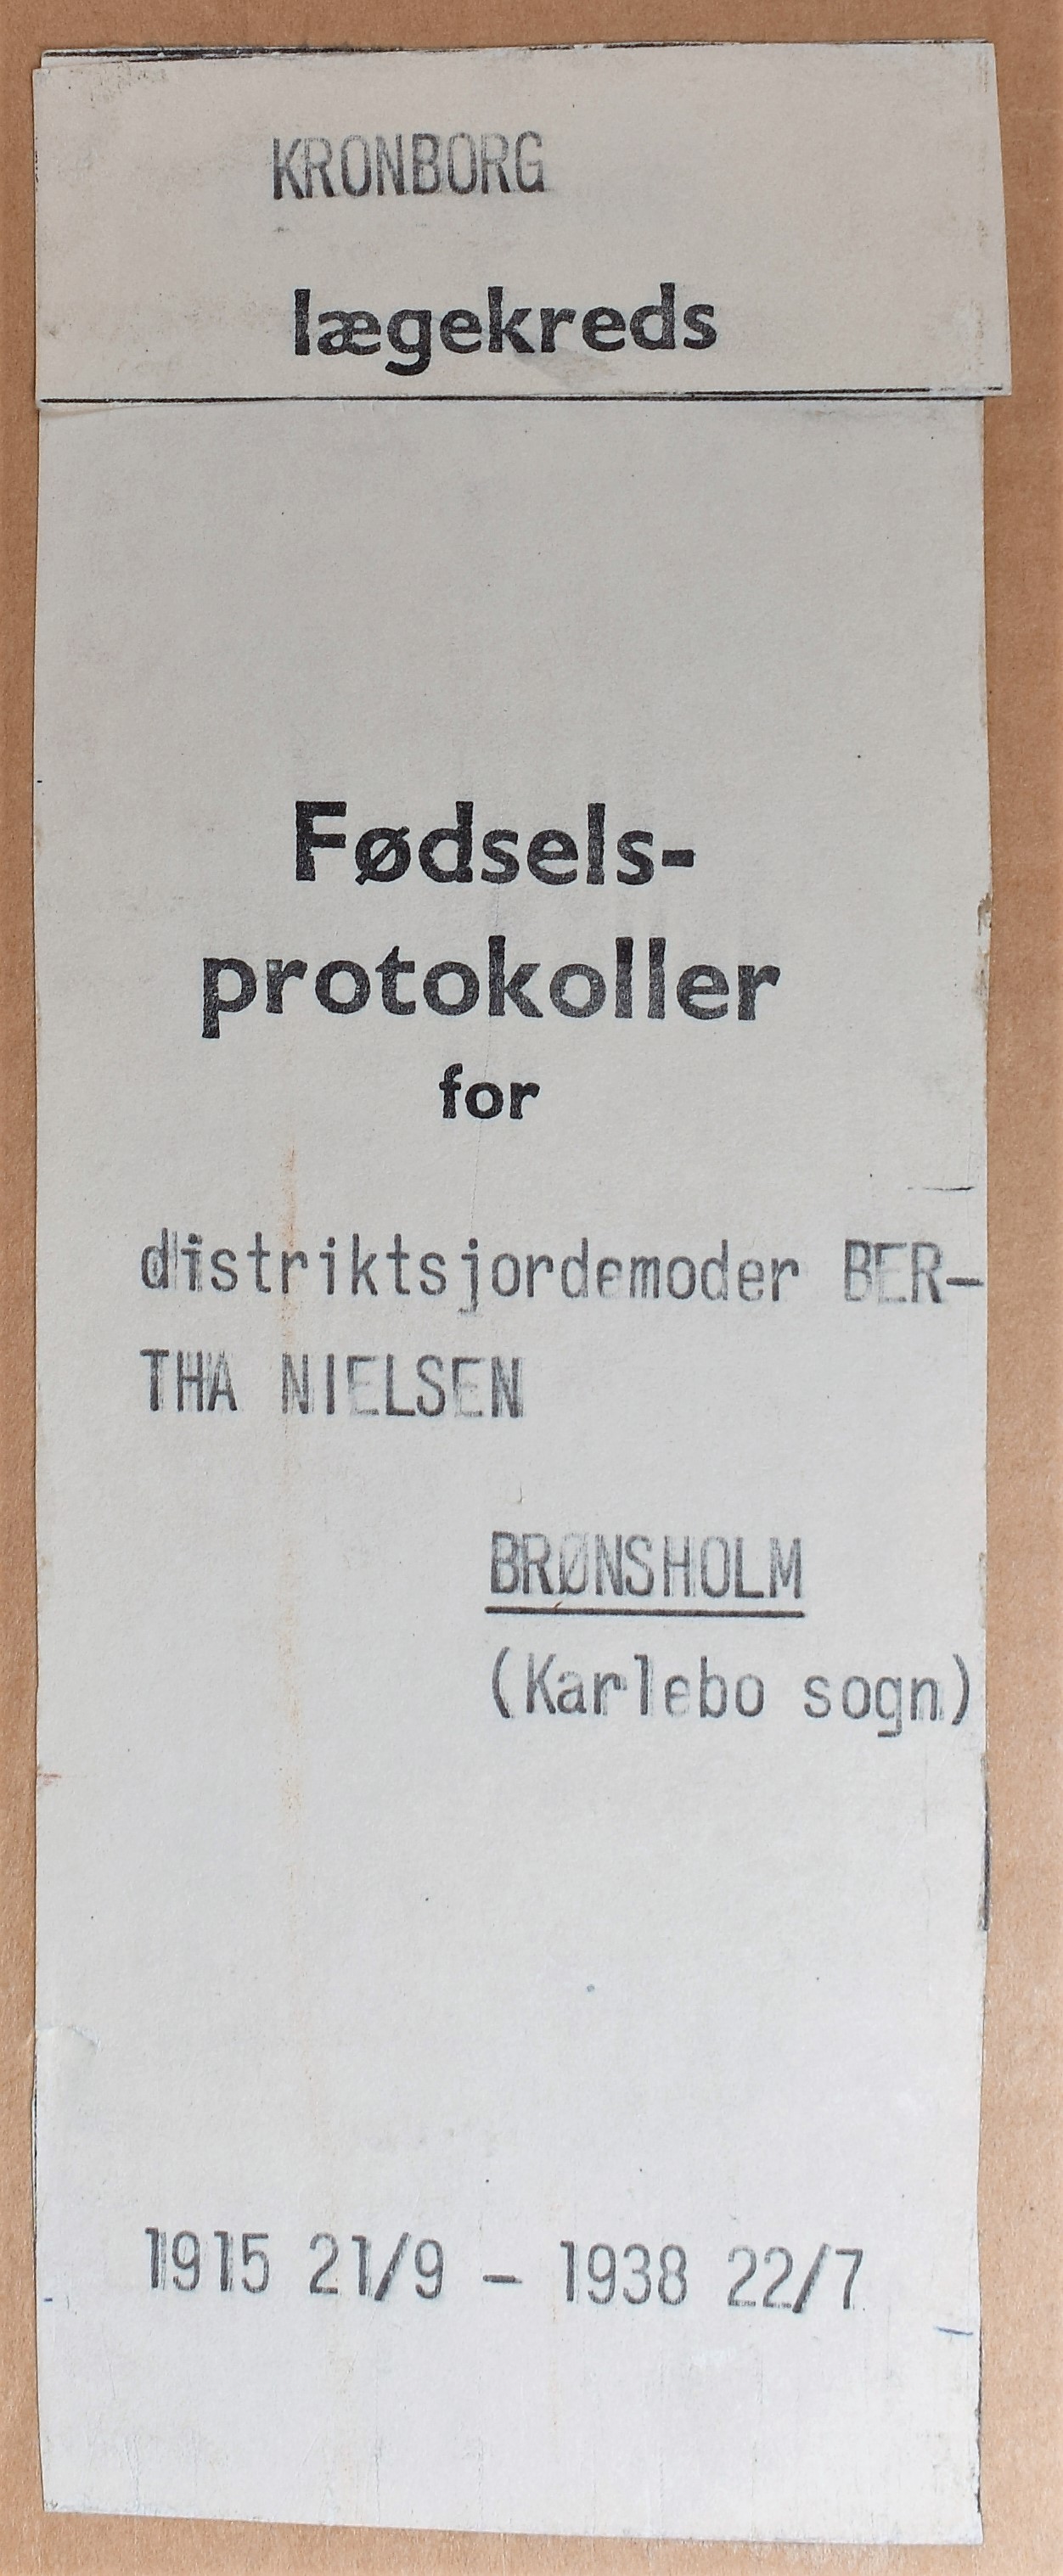 KRONBORG
lægekreds
Fødsels-
protokoller
for
distriktsjordemoder BER-
THA NIELSEN
BRØNSHOLM
(Karlebo sogn)
1915 21/9 - 1938 22/7